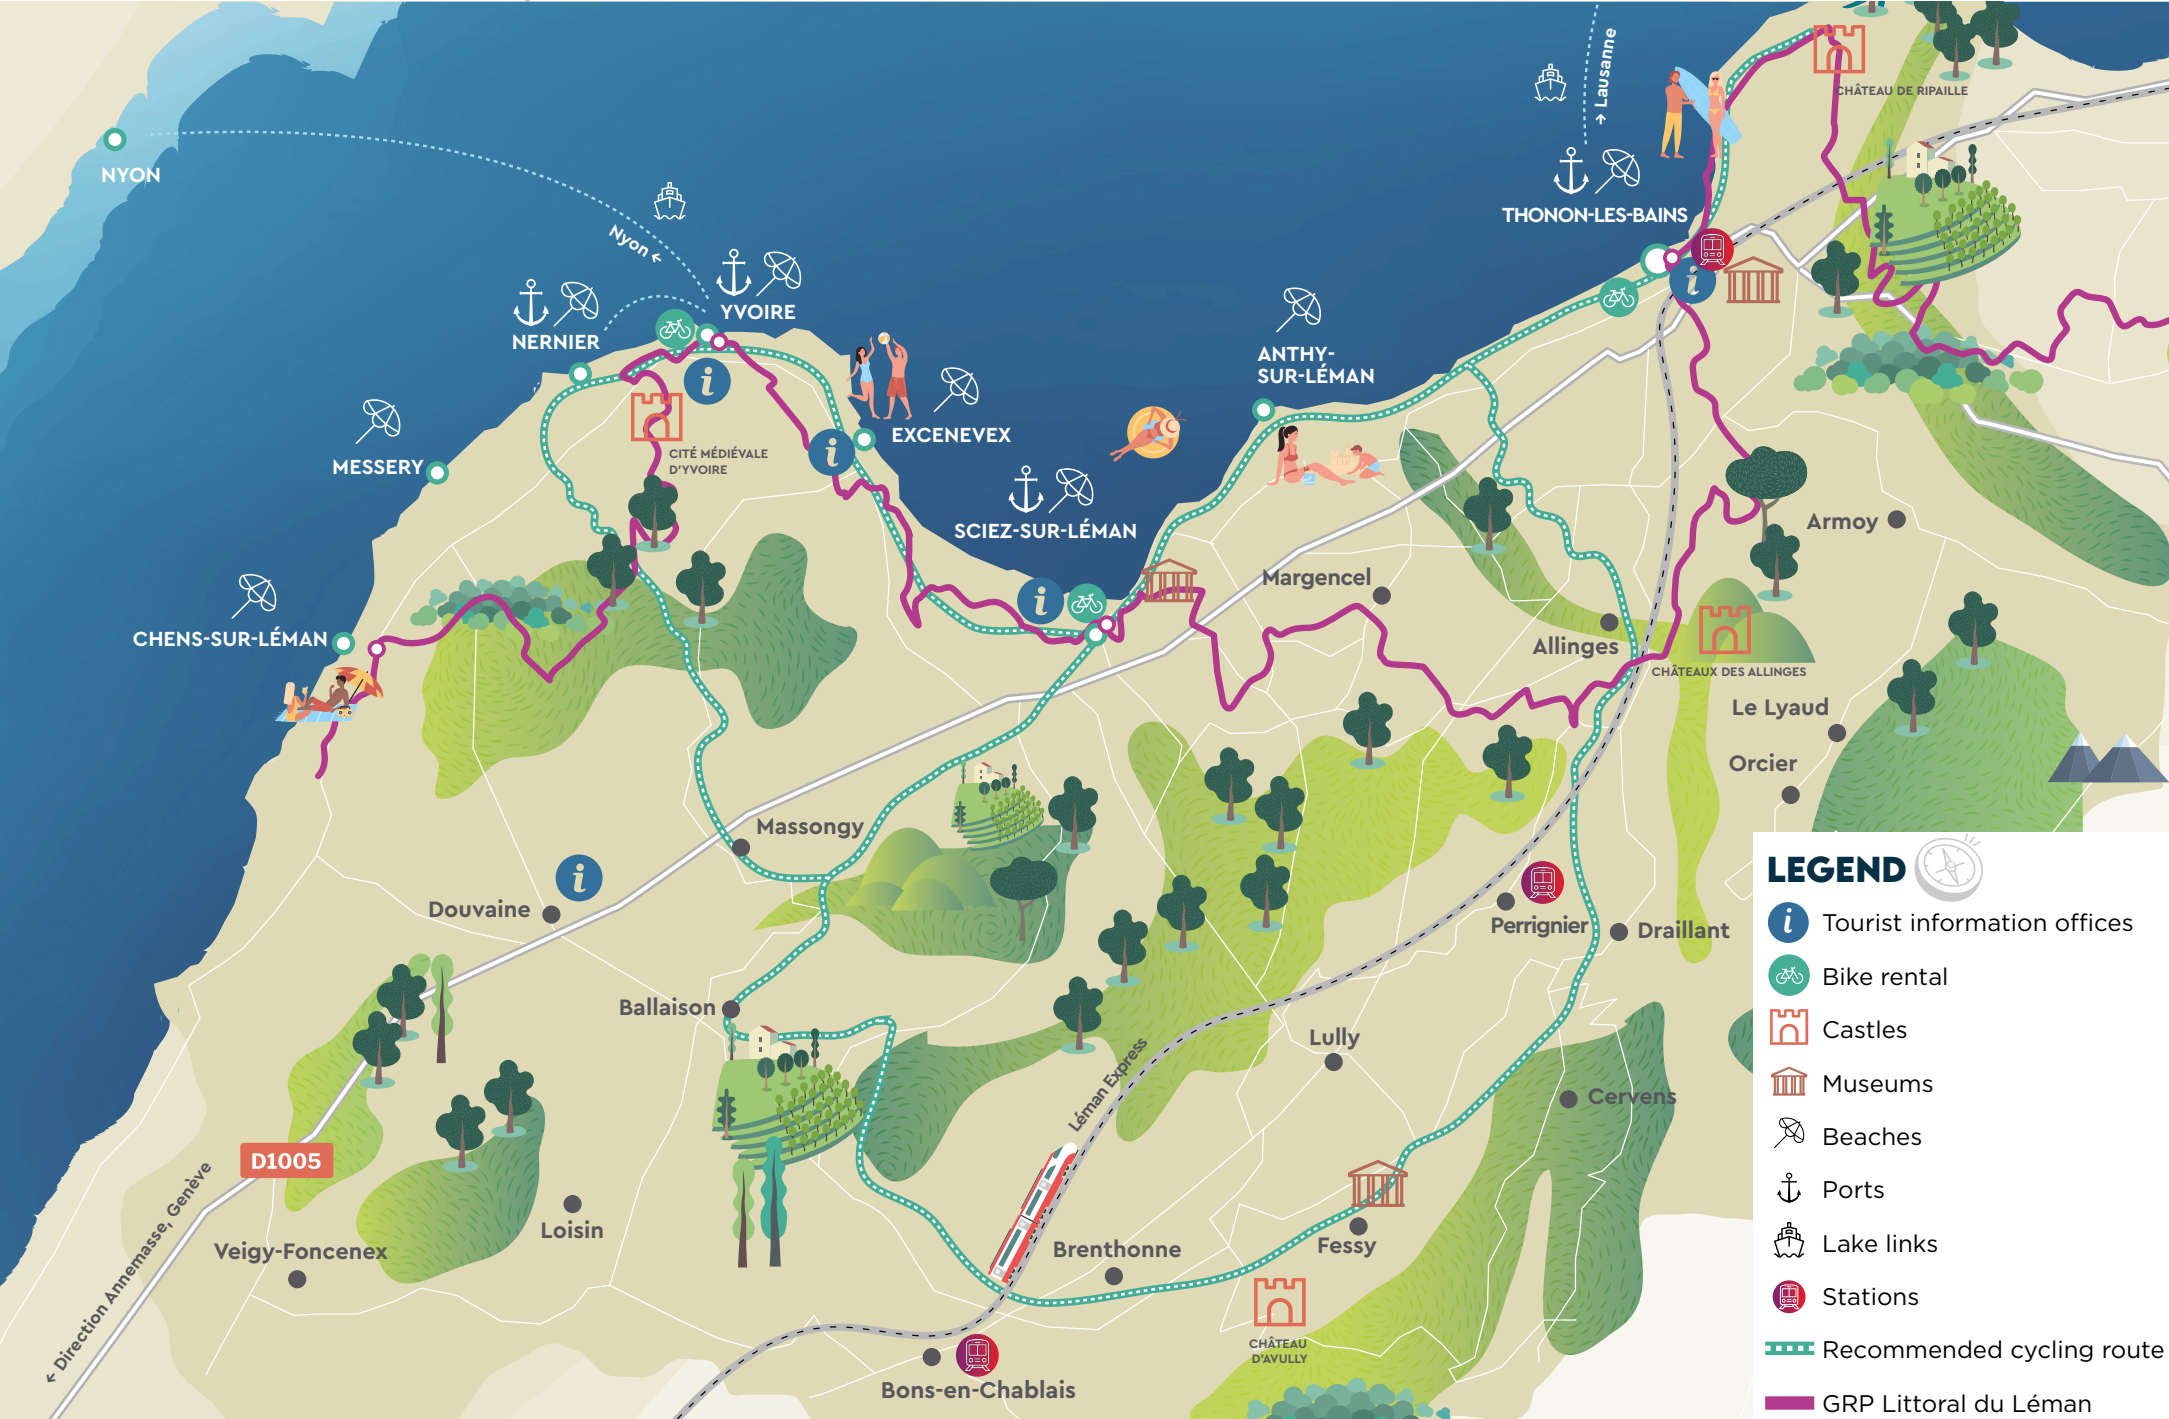 → Lausanne
CHÂTEAU DE RIPAILLE
NYON
THONON-LES-BAINS
Nyon →
YVOIRE
NERNIER
ANTHY-
SUR-LÉMAN
EXCENEVEX
CITÉ MÉDIÉVALE
D'YVOIRE
MESSERY
SCIEZ-SUR-LÉMAN
Armoy
Margencel
CHENS-SUR-LÉMAN
Allinges
CHÂTEAUX DES ALLINGES
Le Lyaud
Orcier
Massongy
Douvaine
Perrignier
Draillant
Ballaison
Lully
Léman Express
Cervens
D1005
Loisin
Veigy-Foncenex
← Direction Annemasse, Genève
Brenthonne
Fessy
CHÂTEAU
D'AVULLY
Bons-en-Chablais
LEGEND
i Tourist information offices
Bike rental
Castles
Museums
Beaches
Ports
Lake links
Stations
Recommended cycling route
GRP Littoral du Léman